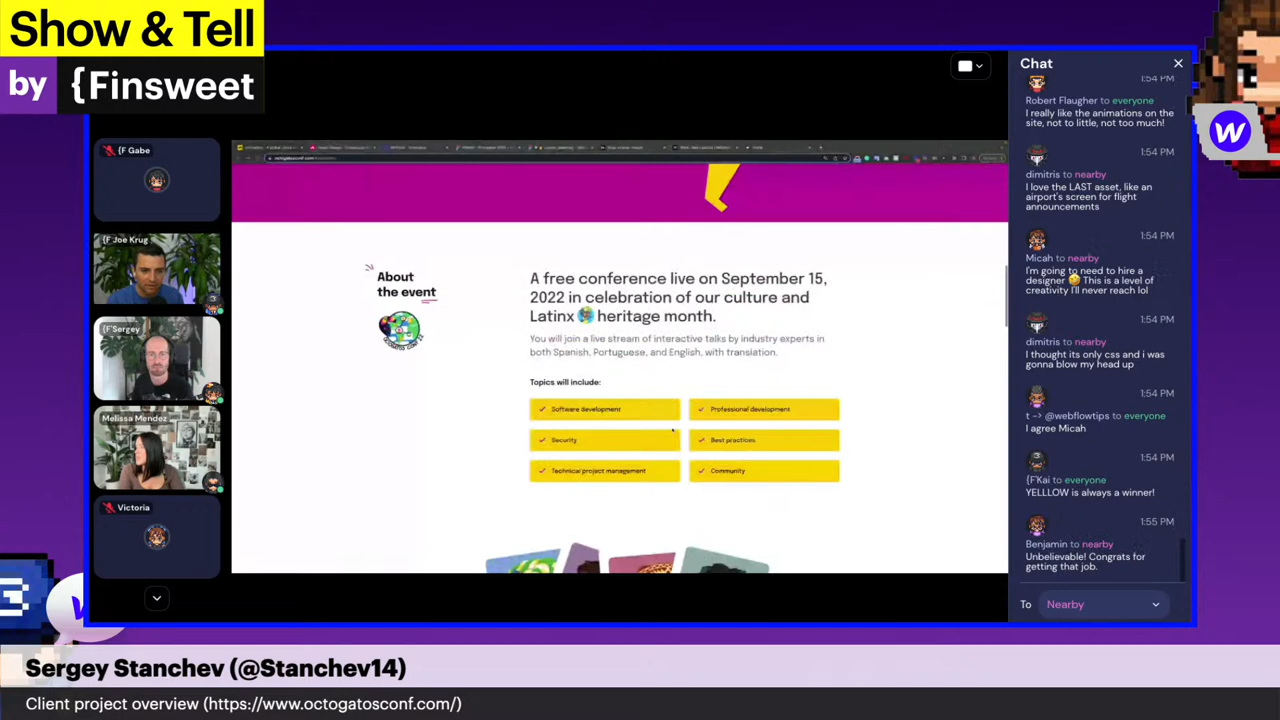 Show & Tell
by {Finsweet
{F Gabe
{F Joe Krug
{F'Sergey
Melissa Mendez
Victoria
octogatosconf.com
About
the event
A free conference live on September 15,
2022 in celebration of our culture and
Latinx heritage month.
You will join a live stream of interactive talks by industry experts in
both Spanish, Portuguese, and English, with translation.
Topics will include:
Software development
Professional development
Security
Best practices
Technical project management
Community
Chat
1:54 PM
Robert Flaugher to everyone
I really like the animations on the
site, not to little, not too much!
1:54 PM
dimitris to nearby
I love the LAST asset, like an
airport's screen for flight
announcements
1:54 PM
Micah to nearby
I'm going to need to hire a
designer 🤣 This is a level of
creativity I'll never reach lol
1:54 PM
dimitris to nearby
I thought its only css and i was
gonna blow my head up
1:54 PM
t -> @webflowtips to everyone
I agree Micah
1:54 PM
{F'Kai to everyone
YELLLOW is always a winner!
1:55 PM
Benjamin to nearby
Unbelievable! Congrats for
getting that job.
To Nearby
Sergey Stanchev (@Stanchev14)
Client project overview (https://www.octogatosconf.com/)